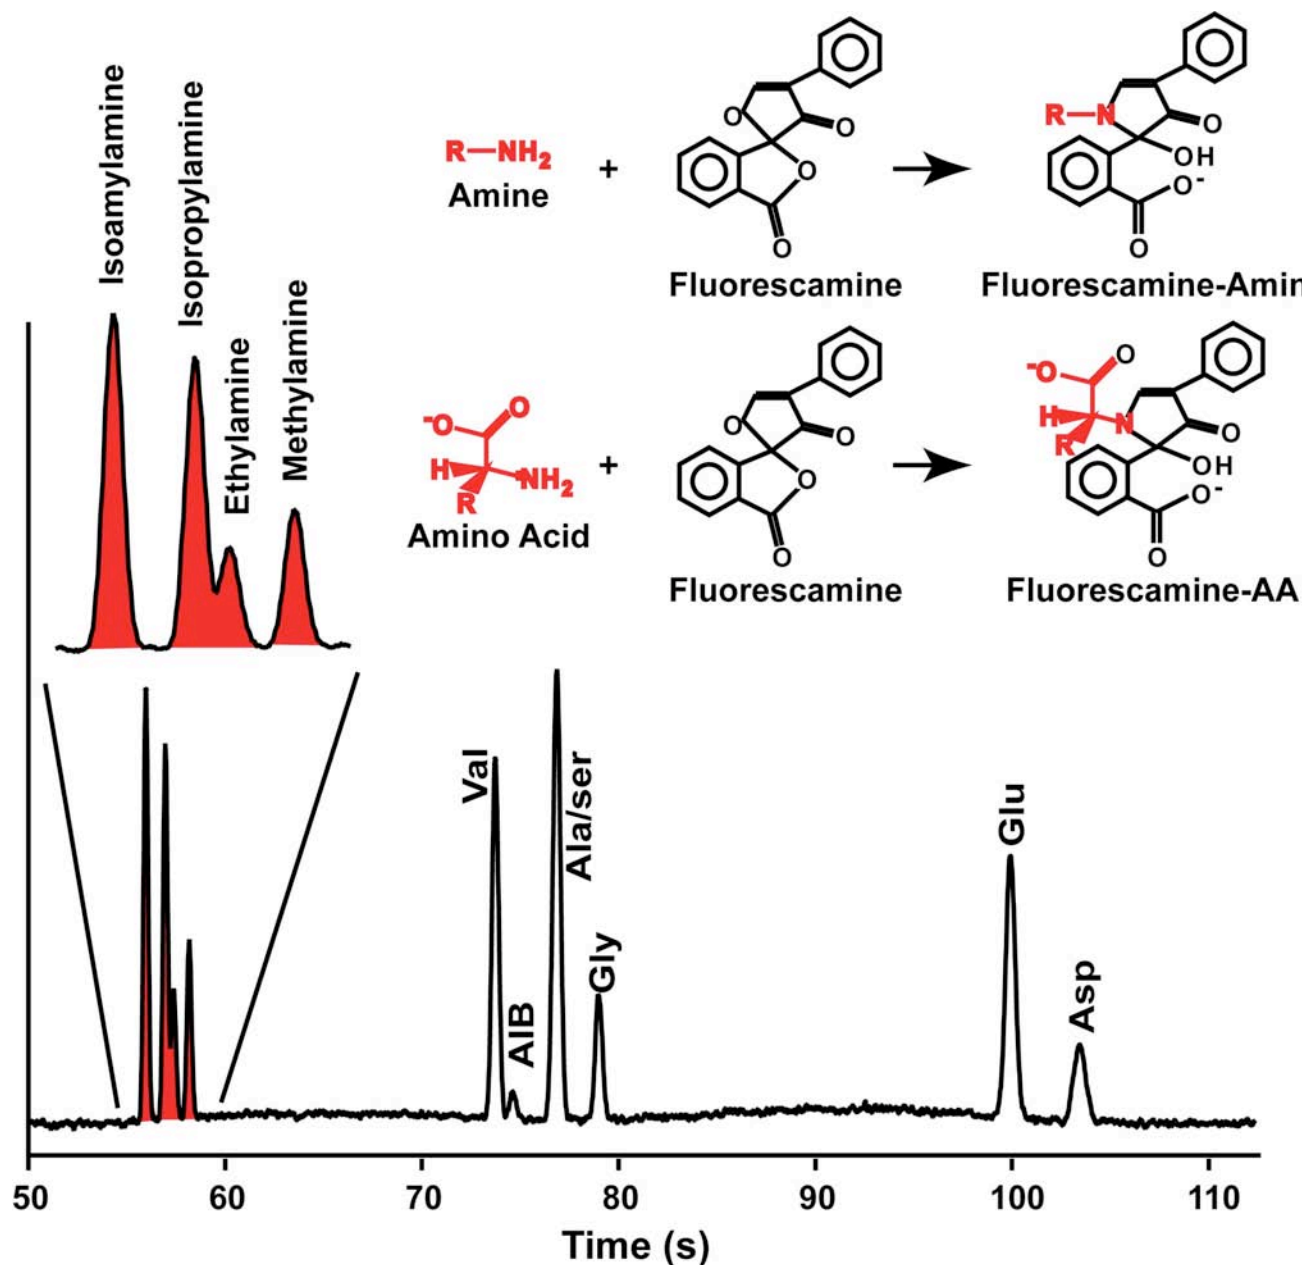 Isoamylamine
Isopropylamine
Ethylamine
Methylamine
R—NH₂
Amine
+
O
O
O
O
Fluorescamine
R—N
O
OH
O⁻
O
Fluorescamine-Amin
⁻O
O
H
R
NH₂
Amino Acid
+
O
O
O
O
Fluorescamine
⁻O
O
H
N
R
O
OH
O⁻
O
Fluorescamine-AA
Val
AIB
Ala/ser
Gly
Glu
Asp
50 60 70 80 90 100 110
Time (s)